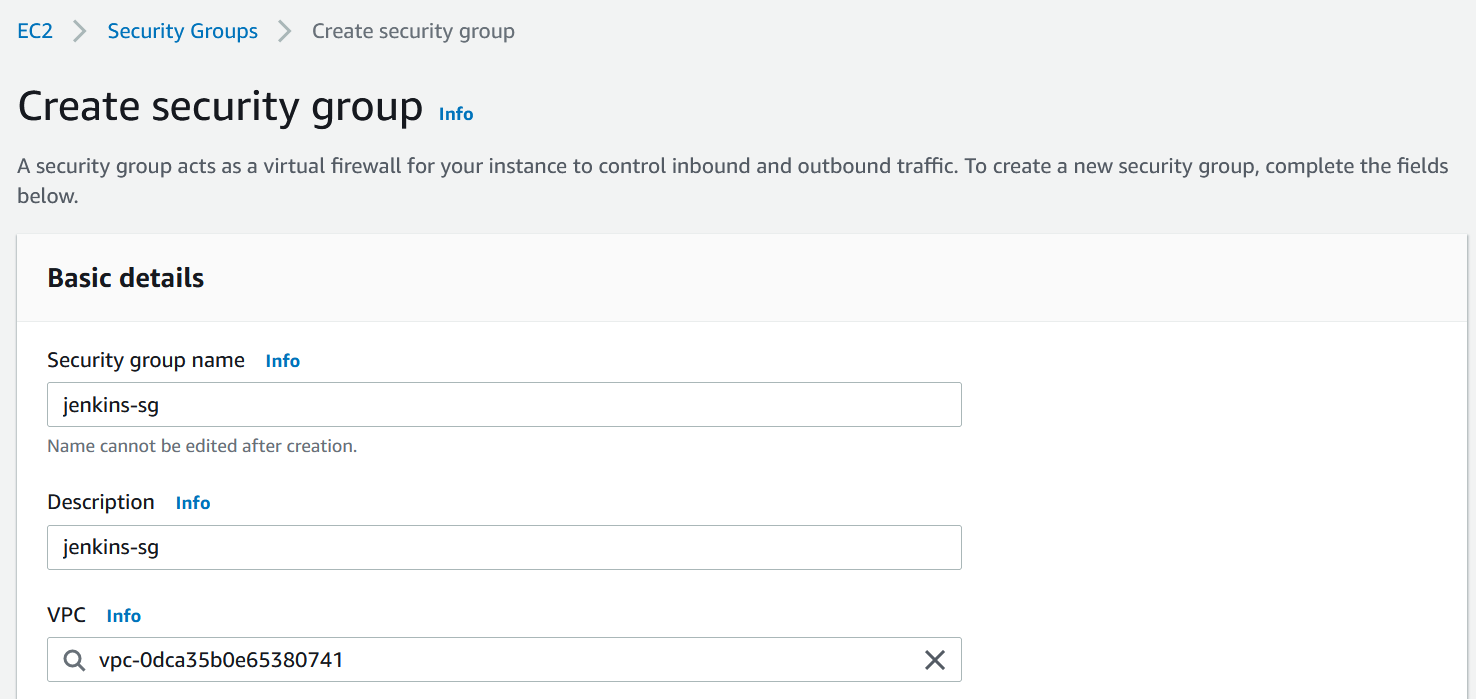 EC2 > Security Groups > Create security group
Create security group Info
A security group acts as a virtual firewall for your instance to control inbound and outbound traffic. To create a new security group, complete the fields
below.
Basic details
Security group name Info
jenkins-sg
Name cannot be edited after creation.
Description Info
jenkins-sg
VPC Info
vpc-0dca35b0e65380741